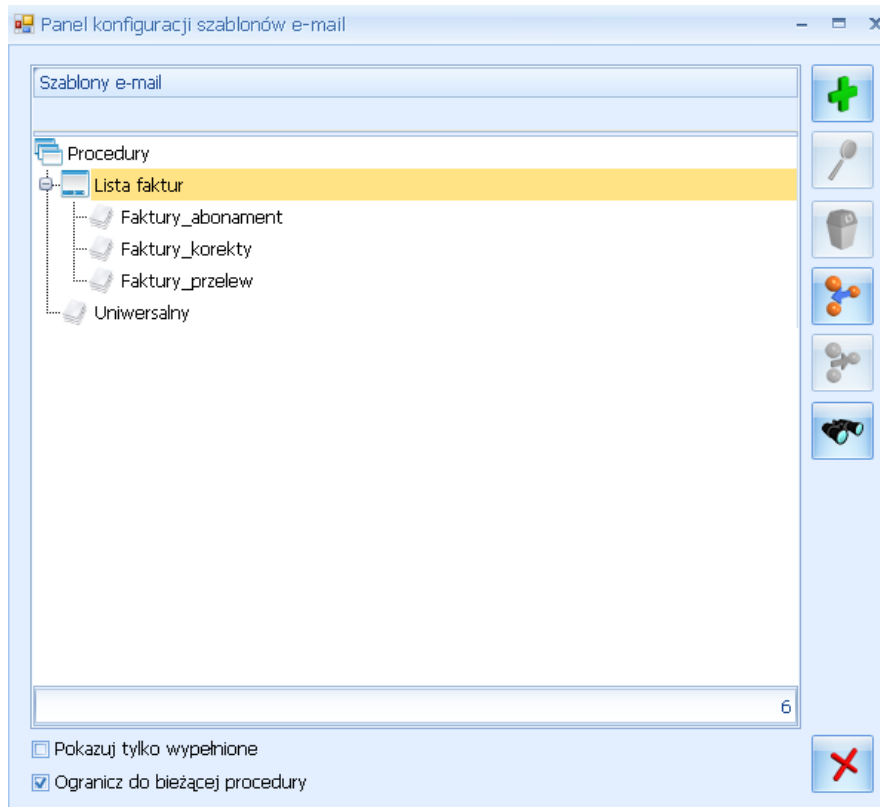 Panel konfiguracji szablonów e-mail
Szablony e-mail
Procedury
Lista faktur
Faktury_abonament
Faktury_korekty
Faktury_przelew
Uniwersalny
6
Pokazuj tylko wypełnione
Ogranicz do bieżącej procedury